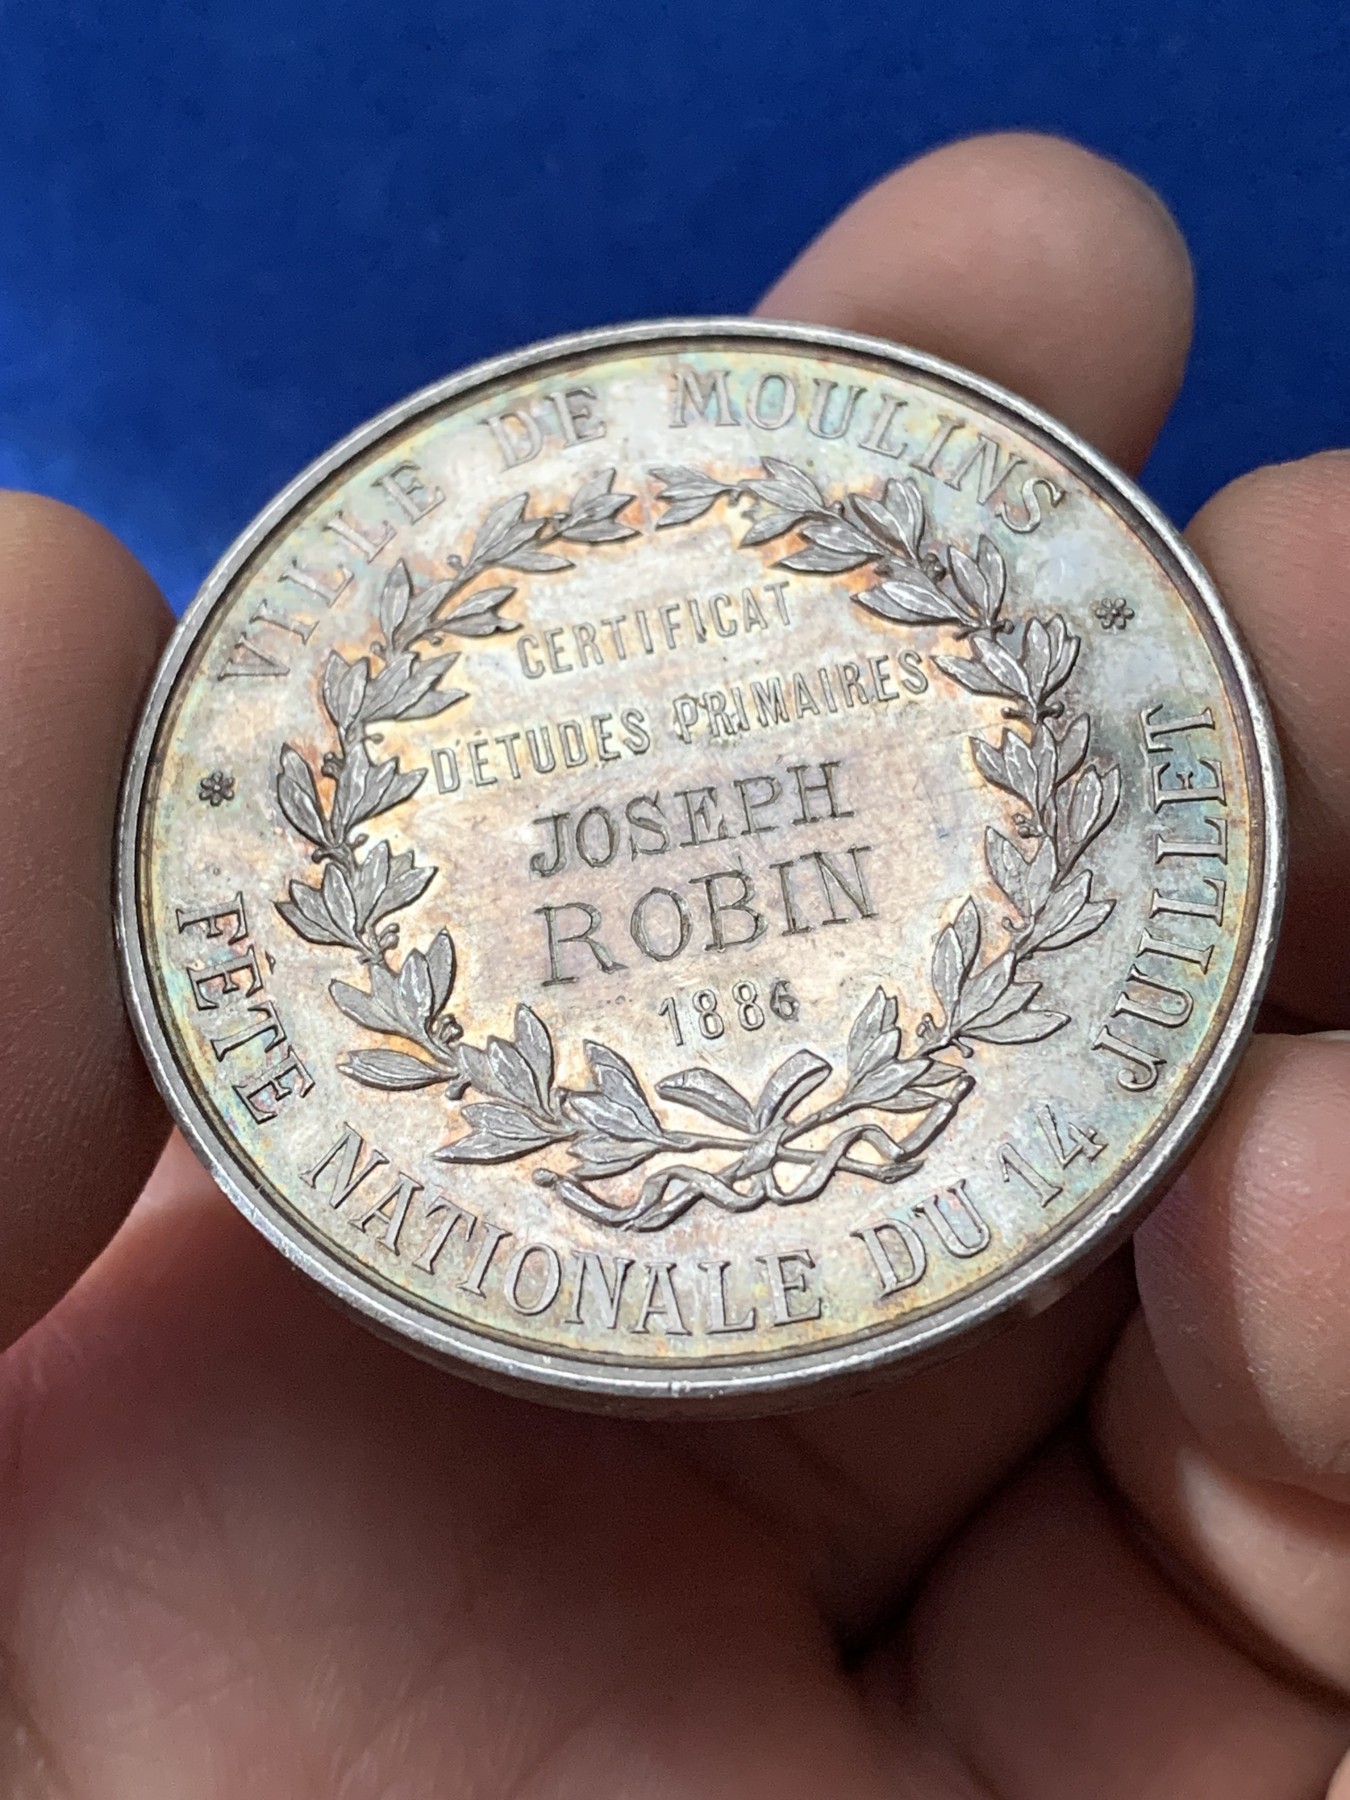 VILLE DE MOULINS
CERTIFICAT
D'ÉTUDES PRIMAIRES
JOSEPH
ROBIN
1886
FÊTE NATIONALE DU 14 JUILLET